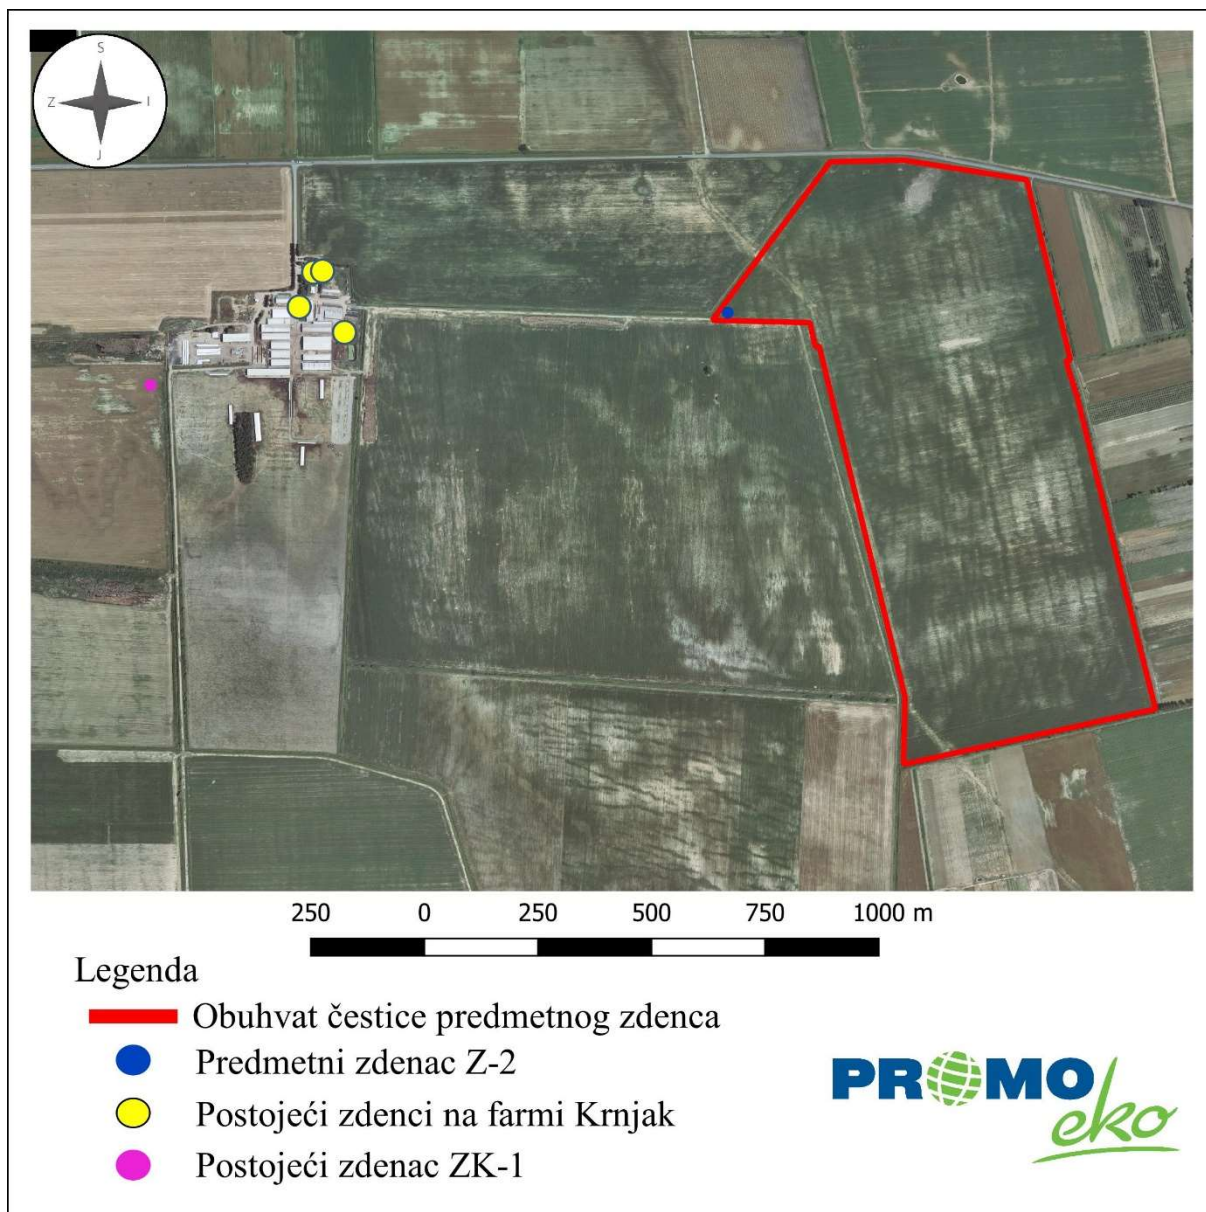 S
Z I
J
250 0 250 500 750 1000 m
Legenda
Obuhvat čestice predmetnog zdenca
Predmetni zdenac Z-2
Postojeći zdenci na farmi Krnjak
Postojeći zdenac ZK-1
PROMO
eko